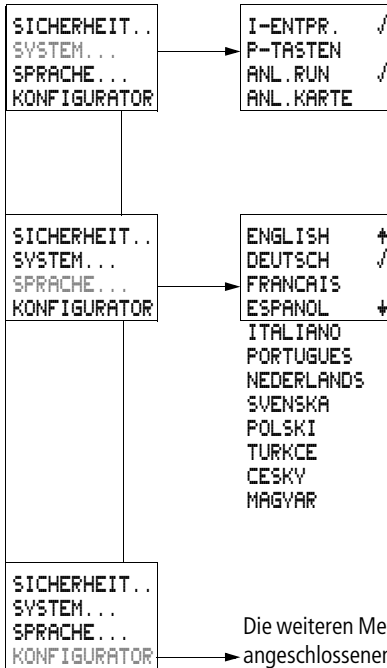 SICHERHEIT..
SYSTEM...
SPRACHE...
KONFIGURATOR
I-ENTPR. √
P-TASTEN
ANL.RUN √
ANL.KARTE
SICHERHEIT..
SYSTEM...
SPRACHE...
KONFIGURATOR
ENGLISH ↑
DEUTSCH √
FRANCAIS
ESPANOL ↓
ITALIANO
PORTUGUES
NEDERLANDS
SVENSKA
POLSKI
TURKCE
CESKY
MAGYAR
SICHERHEIT..
SYSTEM...
SPRACHE...
KONFIGURATOR
Die weiteren Me
angeschlossener